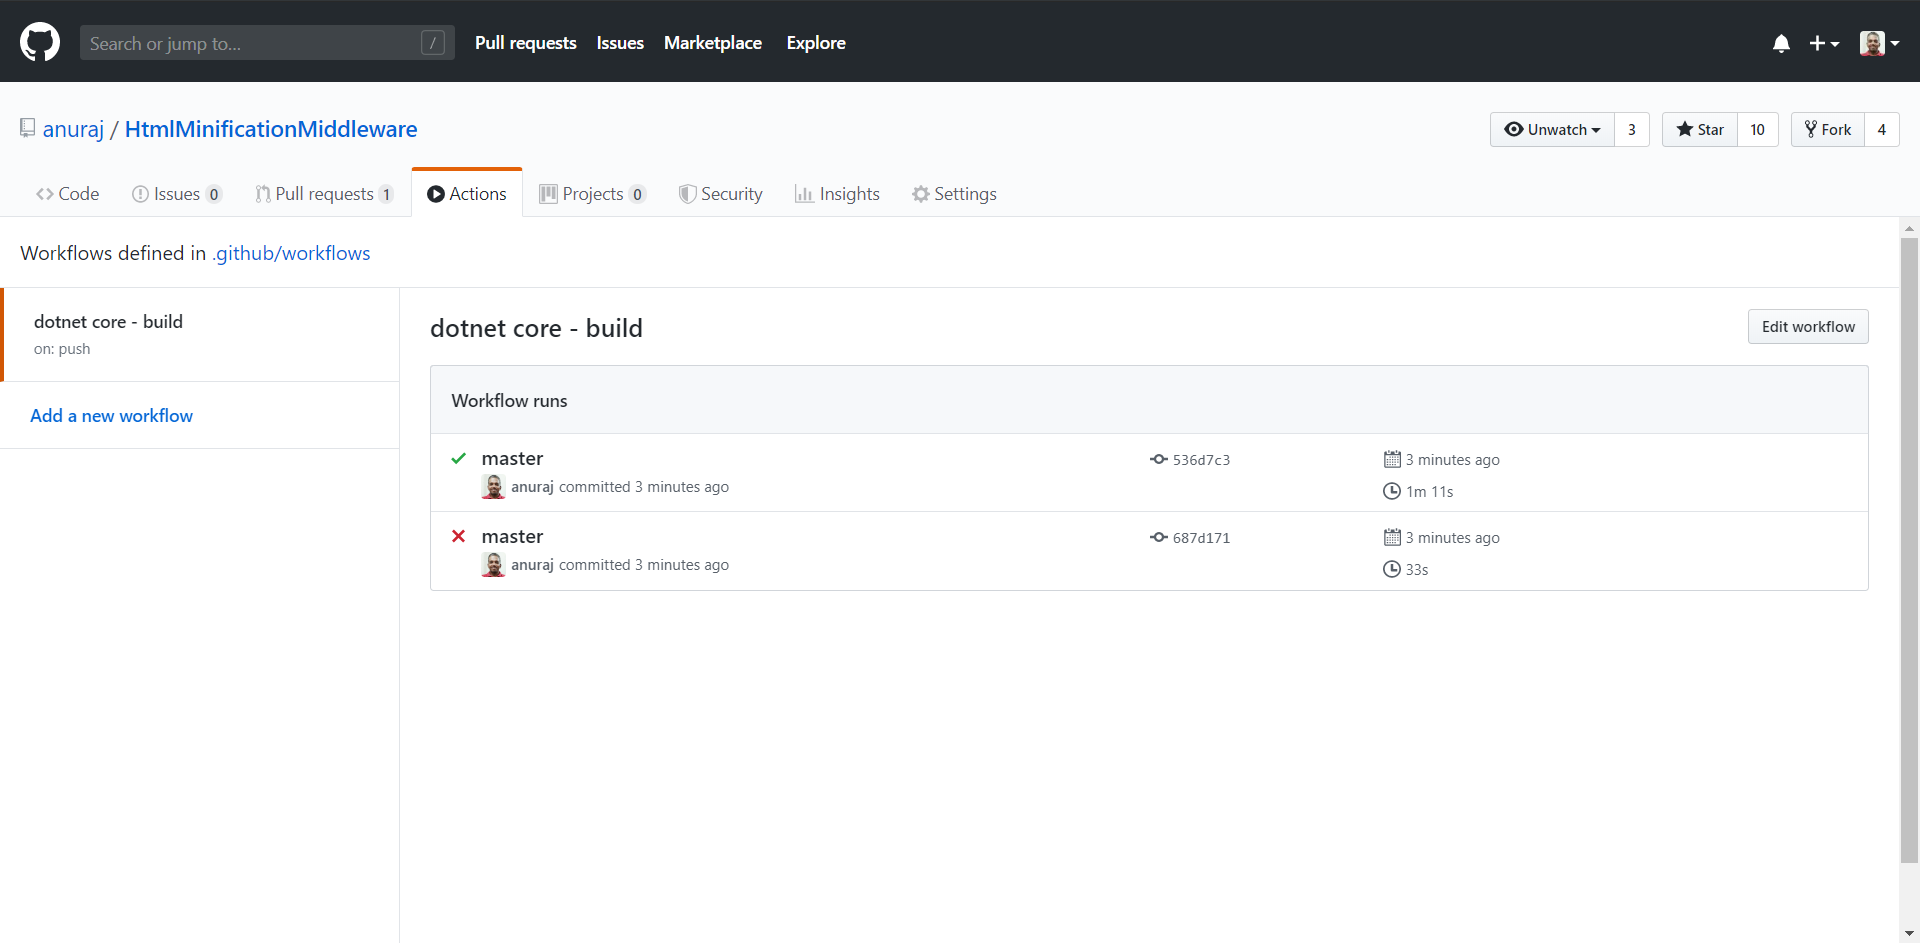 Search or jump to... / Pull requests Issues Marketplace Explore
anuraj / HtmlMinificationMiddleware Unwatch 3 Star 10 Fork 4
Code Issues 0 Pull requests 1 Actions Projects 0 Security Insights Settings
Workflows defined in .github/workflows
dotnet core - build
on: push
Add a new workflow
dotnet core - build Edit workflow
Workflow runs
master 536d7c3 3 minutes ago
anuraj committed 3 minutes ago 1m 11s
master 687d171 3 minutes ago
anuraj committed 3 minutes ago 33s